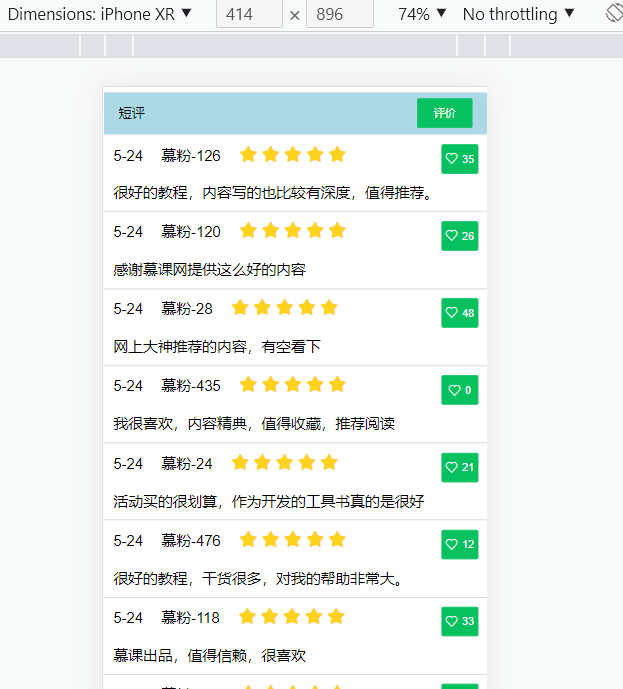 Dimensions: iPhone XR ▼ 414 × 896 74% ▼ No throttling ▼
短评 评价
5-24 慕粉-126 35
很好的教程，内容写的也比较有深度，值得推荐。
5-24 慕粉-120 26
感谢慕课网提供这么好的内容
5-24 慕粉-28 48
网上大神推荐的内容，有空看下
5-24 慕粉-435 0
我很喜欢，内容精典，值得收藏，推荐阅读
5-24 慕粉-24 21
活动买的很划算，作为开发的工具书真的是很好
5-24 慕粉-476 12
很好的教程，干货很多，对我的帮助非常大。
5-24 慕粉-118 33
慕课出品，值得信赖，很喜欢